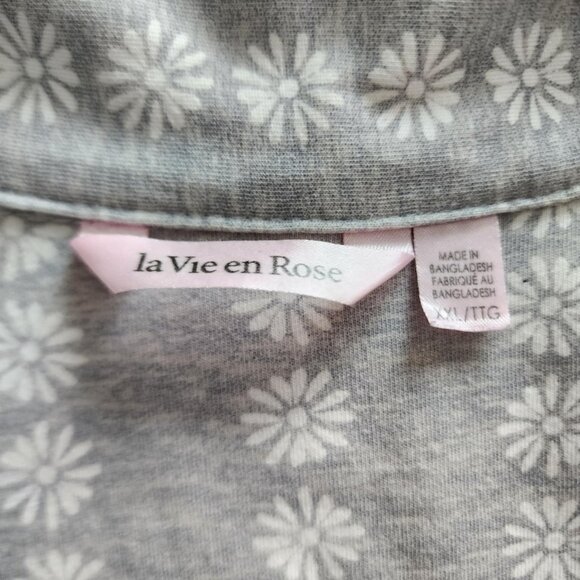 la Vie en Rose
MADE IN
BANGLADESH
FABRIQUÉ AU
BANGLADESH
XXL/TTG